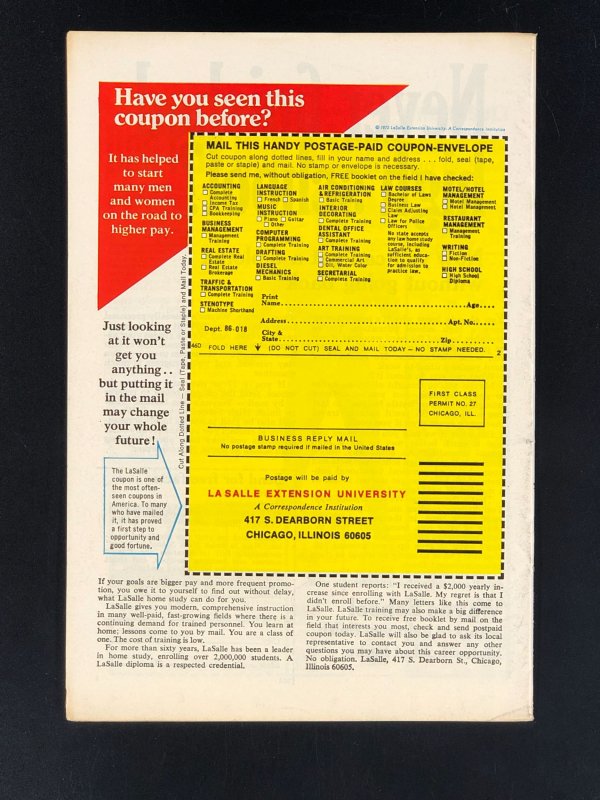 Have you seen this
coupon before?
© 1972 LaSalle Extension University. A Correspondence Institution
It has helped
to start
many men
and women
on the road to
higher pay.
Just looking
at it won't
get you
anything..
but putting it
in the mail
may change
your whole
future!
The LaSalle
coupon is one of
the most often-
seen coupons in
America. To many
who have mailed
it, it has proved
a first step to
opportunity and
good fortune.
Cut Along Dotted Line — Seal (Tape, Paste or Staple) and Mail Today.
MAIL THIS HANDY POSTAGE-PAID COUPON-ENVELOPE
Cut coupon along dotted lines, fill in your name and address . . . fold, seal (tape,
paste or staple) and mail. No stamp or envelope is necessary.
Please send me, without obligation, FREE booklet on the field I have checked:
ACCOUNTING
Complete
Accounting
Income Tax
CPA Training
Bookkeeping
BUSINESS
MANAGEMENT
Management
Training
REAL ESTATE
Complete Real
Estate
Real Estate
Brokerage
TRAFFIC &
TRANSPORTATION
Complete Training
STENOTYPE
Machine Shorthand
LANGUAGE
INSTRUCTION
French Spanish
MUSIC
INSTRUCTION
Piano Guitar
Other
COMPUTER
PROGRAMMING
Complete Training
DRAFTING
Complete Training
DIESEL
MECHANICS
Basic Training
AIR CONDITIONING
& REFRIGERATION
Basic Training
INTERIOR
DECORATING
Complete Training
DENTAL OFFICE
ASSISTANT
Complete Training
ART TRAINING
Complete Training
Commercial Art
Oil, Water Color
SECRETARIAL
Complete Training
LAW COURSES
Bachelor of Laws
Degree
Business Law
Claim Adjusting
Law
Law for Police
Officers
No state accepts
any law home study
course, including
LaSalle's, as
sufficient educa-
tion to qualify
for admission to
practice law.
MOTEL/HOTEL
MANAGEMENT
Motel Management
Hotel Management
RESTAURANT
MANAGEMENT
Management
Training
WRITING
Fiction
Non-Fiction
HIGH SCHOOL
High School
Diploma
Print
Name.......... Age....
Address.......... Apt. No.....
Dept. 86-018
City &
State.......... Zip..........
460 FOLD HERE (DO NOT CUT) SEAL AND MAIL TODAY — NO STAMP NEEDED. 2
FIRST CLASS
PERMIT NO. 27
CHICAGO, ILL.
BUSINESS REPLY MAIL
No postage stamp required if mailed in the United States
Postage will be paid by
LA SALLE EXTENSION UNIVERSITY
A Correspondence Institution
417 S. DEARBORN STREET
CHICAGO, ILLINOIS 60605
If your goals are bigger pay and more frequent promo-
tion, you owe it to yourself to find out without delay,
what LaSalle home study can do for you.
LaSalle gives you modern, comprehensive instruction
in many well-paid, fast-growing fields where there is a
continuing demand for trained personnel. You learn at
home; lessons come to you by mail. You are a class of
one. The cost of training is low.
For more than sixty years, LaSalle has been a leader
in home study, enrolling over 2,000,000 students. A
LaSalle diploma is a respected credential.
One student reports: "I received a $2,000 yearly in-
crease since enrolling with LaSalle. My regret is that I
didn't enroll before." Many letters like this come to
LaSalle. LaSalle training may also make a big difference
in your future. To receive free booklet by mail on the
field that interests you most, check and send postpaid
coupon today. LaSalle will also be glad to ask its local
representative to contact you and answer any other
questions you may have about this career opportunity.
No obligation. LaSalle, 417 S. Dearborn St., Chicago,
Illinois 60605.